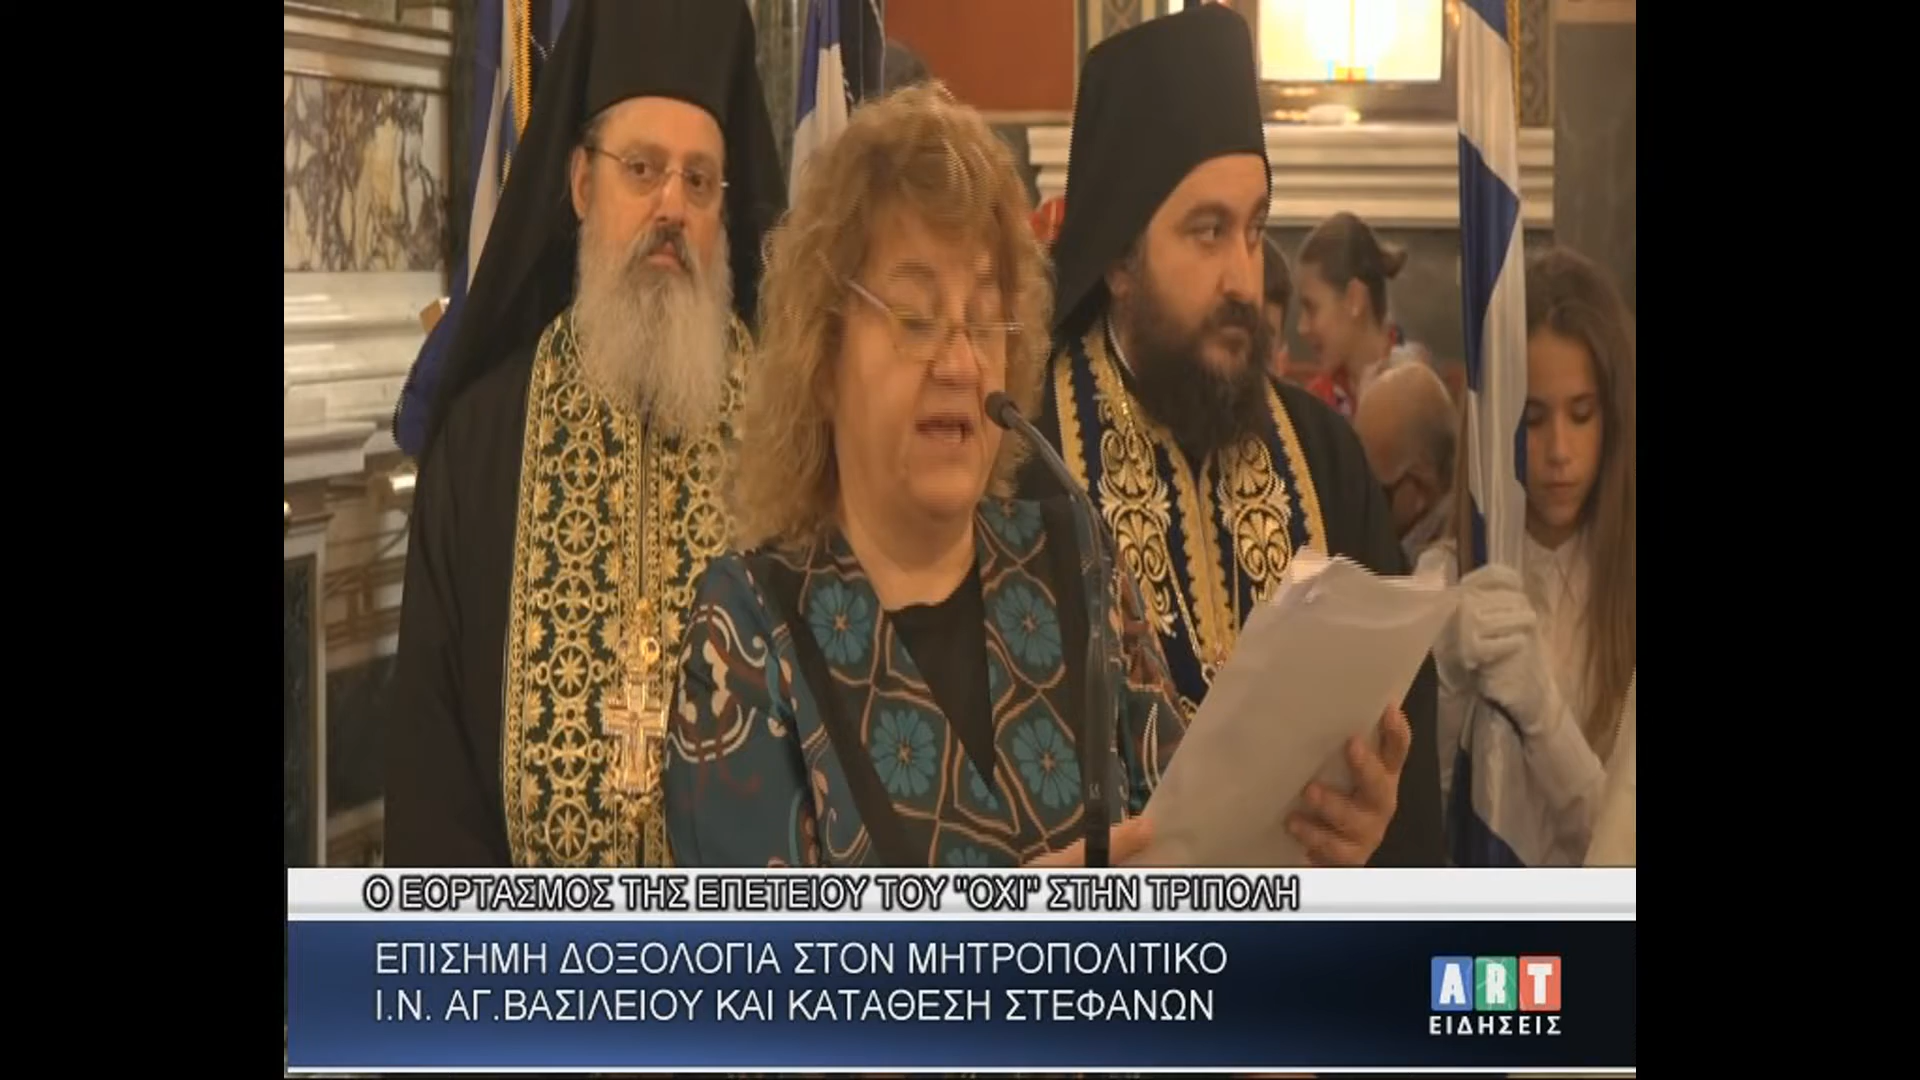 Ο ΕΟΡΤΑΣΜΟΣ ΤΗΣ ΕΠΕΤΕΙΟΥ ΤΟΥ "ΟΧΙ" ΣΤΗΝ ΤΡΙΠΟΛΗ
ΕΠΙΣΗΜΗ ΔΟΞΟΛΟΓΙΑ ΣΤΟΝ ΜΗΤΡΟΠΟΛΙΤΙΚΟ
Ι.Ν. ΑΓ.ΒΑΣΙΛΕΙΟΥ ΚΑΙ ΚΑΤΑΘΕΣΗ ΣΤΕΦΑΝΩΝ
ART
ΕΙΔΗΣΕΙΣ